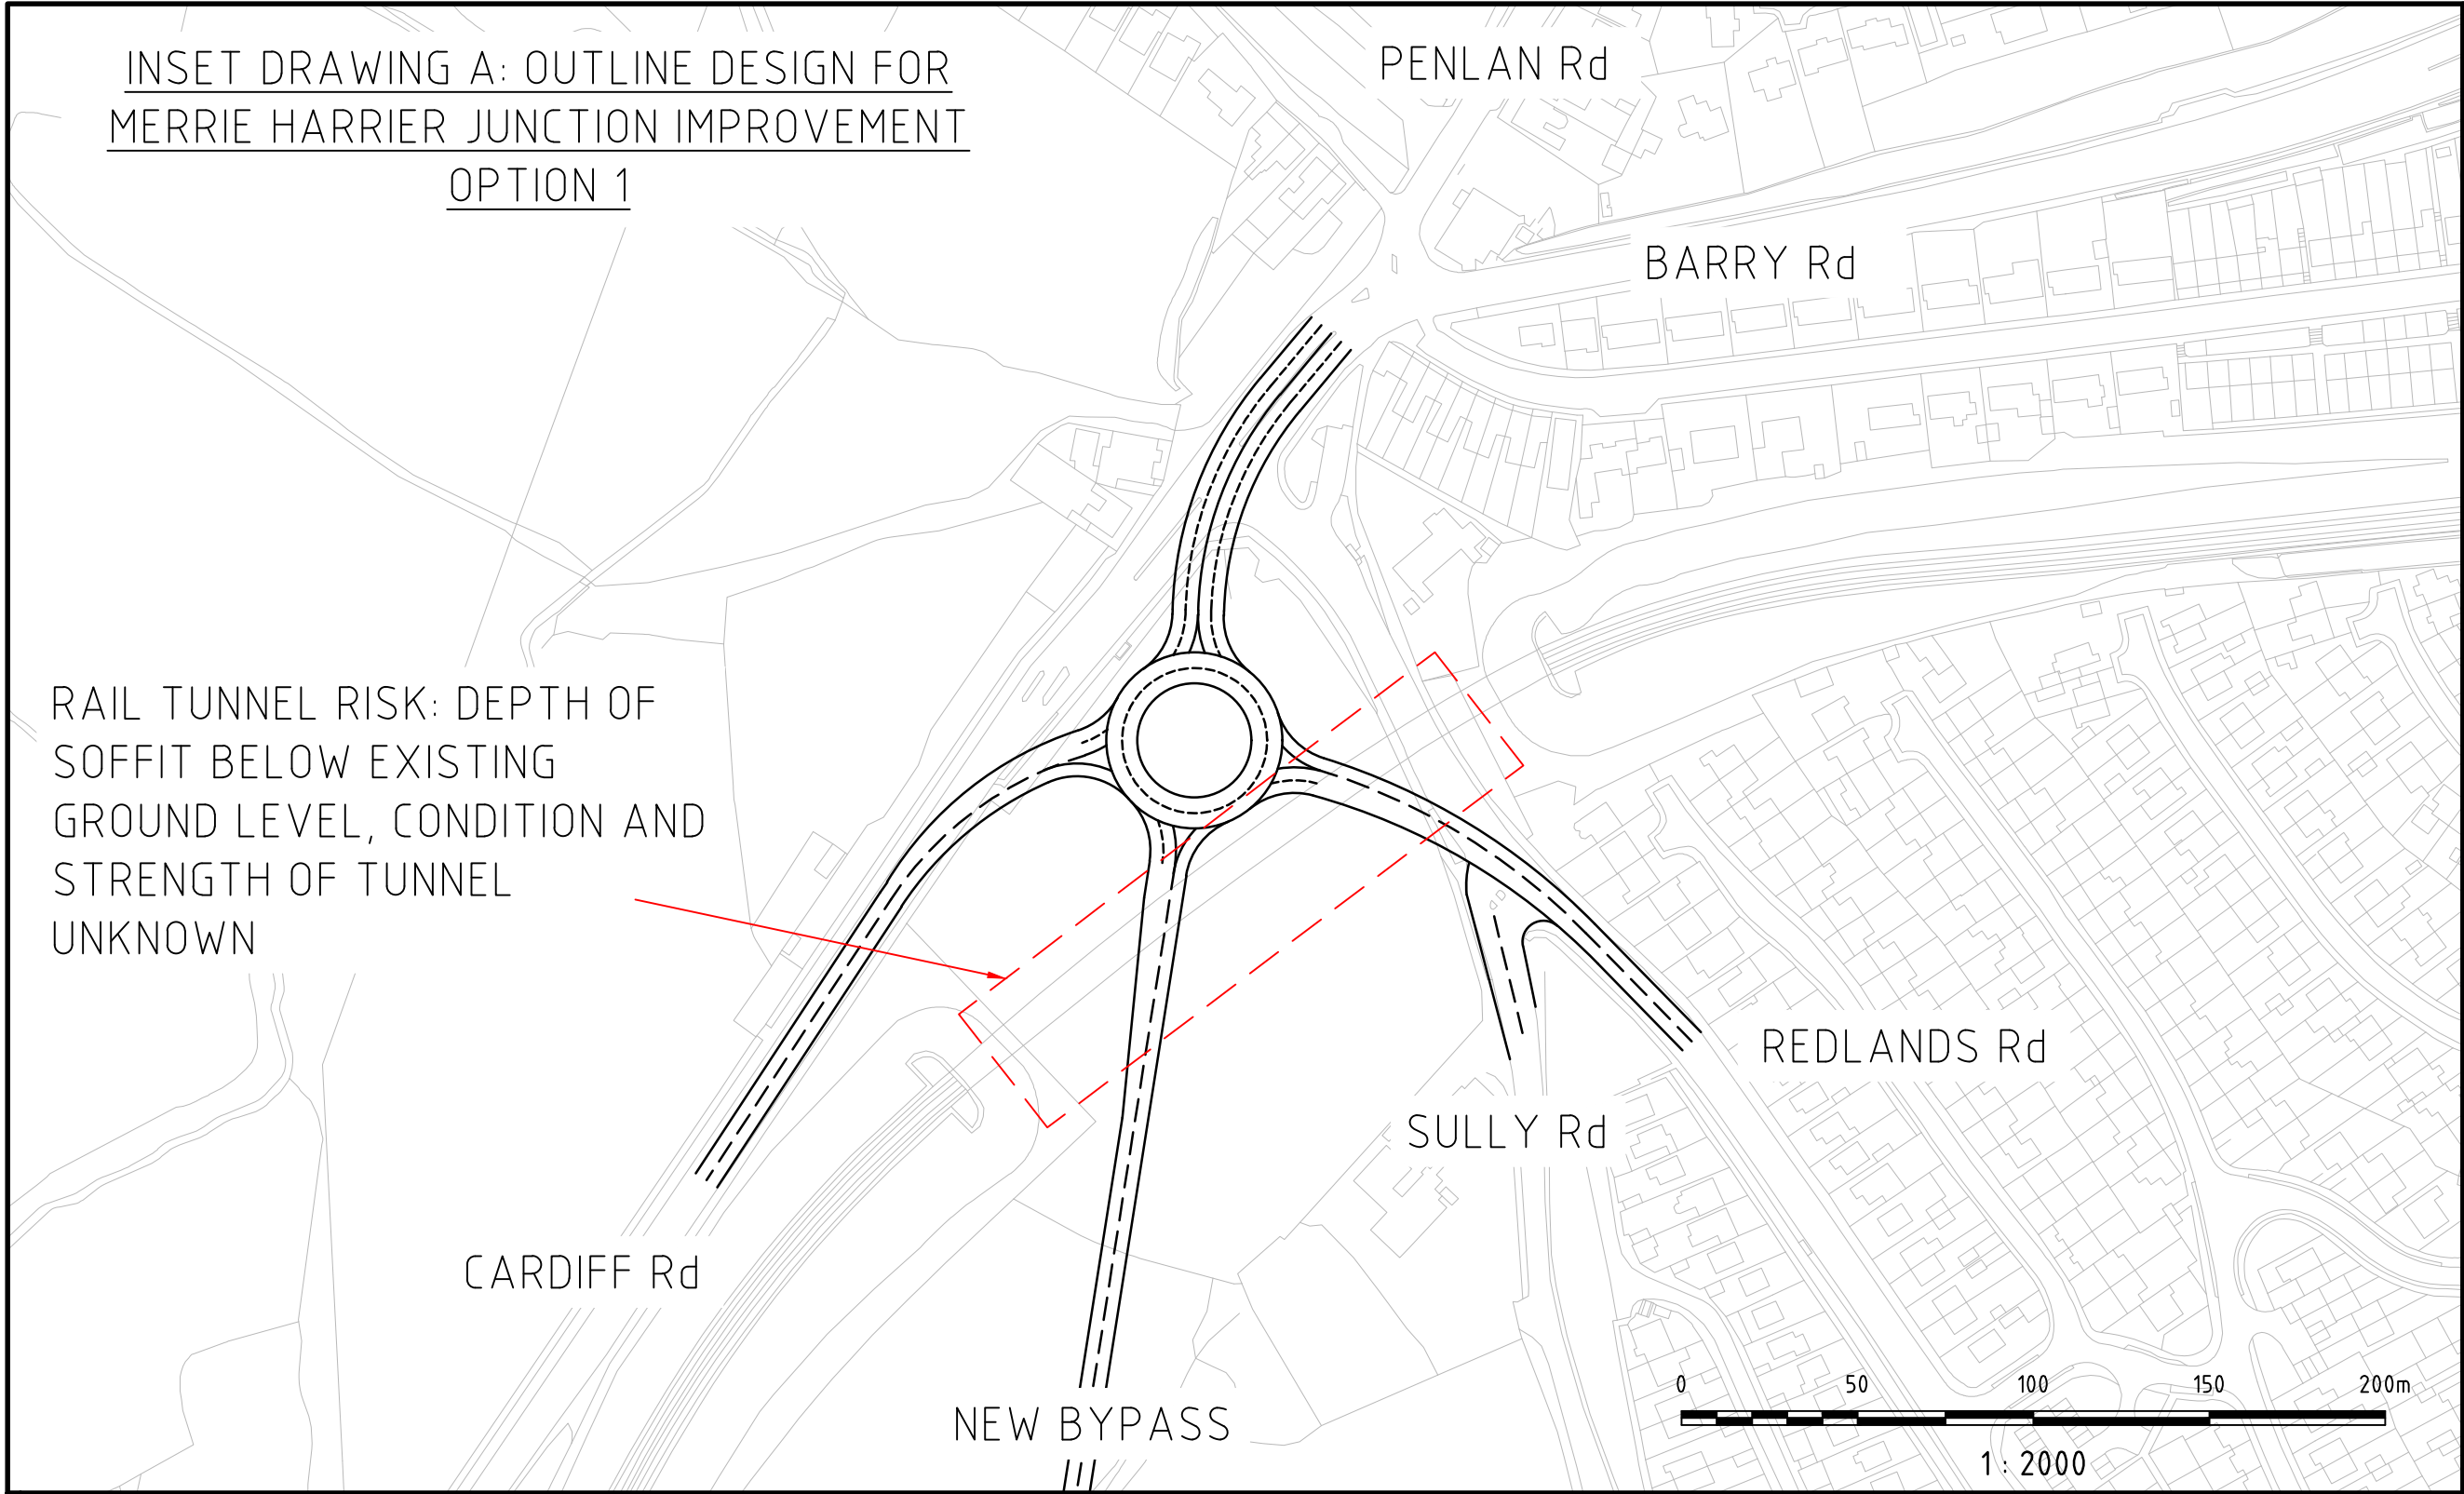 INSET DRAWING A: OUTLINE DESIGN FOR
MERRIE HARRIER JUNCTION IMPROVEMENT
OPTION 1
PENLAN Rd
BARRY Rd
RAIL TUNNEL RISK: DEPTH OF
SOFFIT BELOW EXISTING
GROUND LEVEL, CONDITION AND
STRENGTH OF TUNNEL
UNKNOWN
REDLANDS Rd
SULLY Rd
CARDIFF Rd
NEW BYPASS
0 50 100 150 200m
1 : 2000